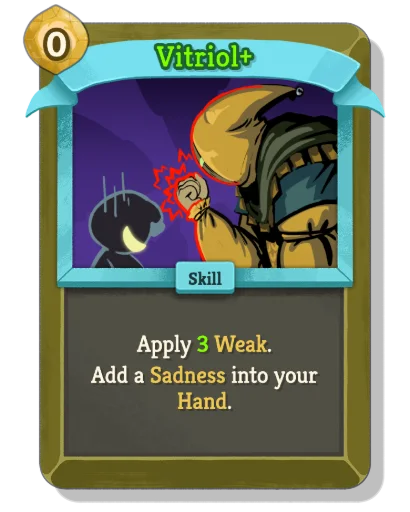 0
Vitriol+
Skill
Apply 3 Weak.
Add a Sadness into your
Hand.